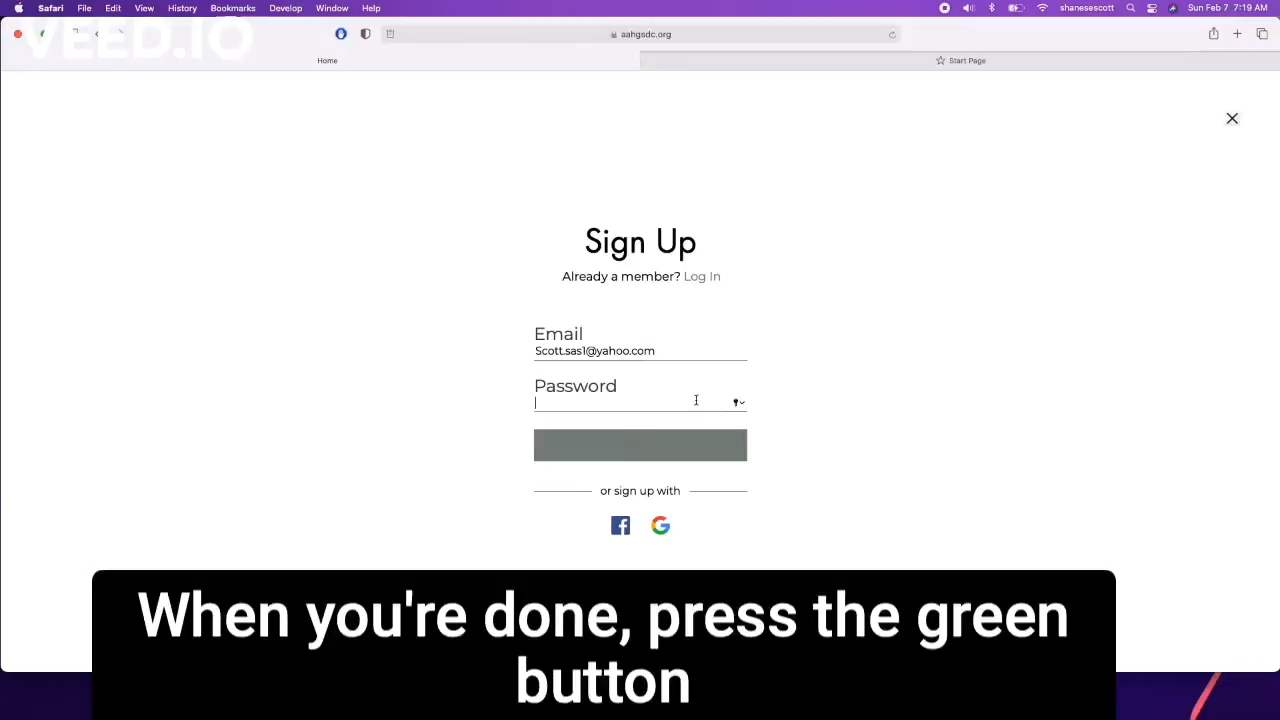 Safari File Edit View History Bookmarks Develop Window Help shanesescott Sun Feb 7 7:19 AM
VEED.IO
aahgsdc.org
Home Start Page
Sign Up
Already a member? Log In
Email
Scott.sas1@yahoo.com
Password
or sign up with
When you're done, press the green
button